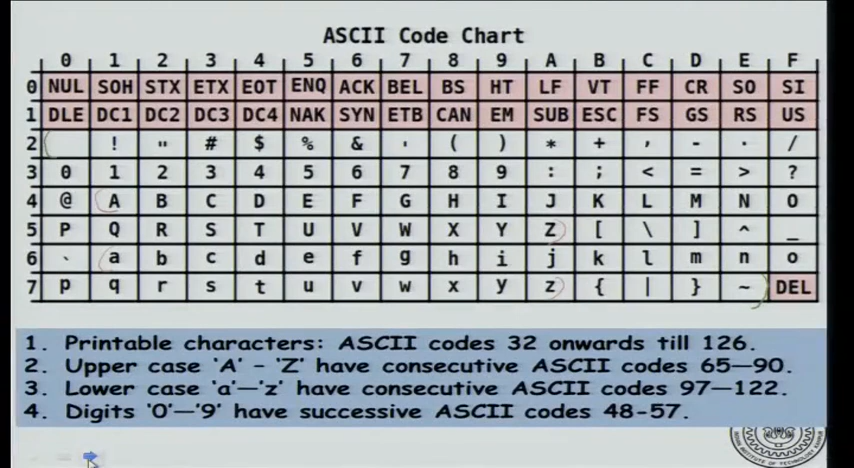 ASCII Code Chart
0 1 2 3 4 5 6 7 8 9 A B C D E F
0 NUL SOH STX ETX EOT ENQ ACK BEL BS HT LF VT FF CR SO SI
1 DLE DC1 DC2 DC3 DC4 NAK SYN ETB CAN EM SUB ESC FS GS RS US
2 ! " # $ % & ' ( ) * + , - . /
3 0 1 2 3 4 5 6 7 8 9 : ; < = > ?
4 @ A B C D E F G H I J K L M N O
5 P Q R S T U V W X Y Z [ \ ] ^ _
6 ` a b c d e f g h i j k l m n o
7 p q r s t u v w x y z { | } ~ DEL
1. Printable characters: ASCII codes 32 onwards till 126.
2. Upper case 'A' – 'Z' have consecutive ASCII codes 65—90.
3. Lower case 'a'—'z' have consecutive ASCII codes 97—122.
4. Digits '0'—'9' have successive ASCII codes 48-57.